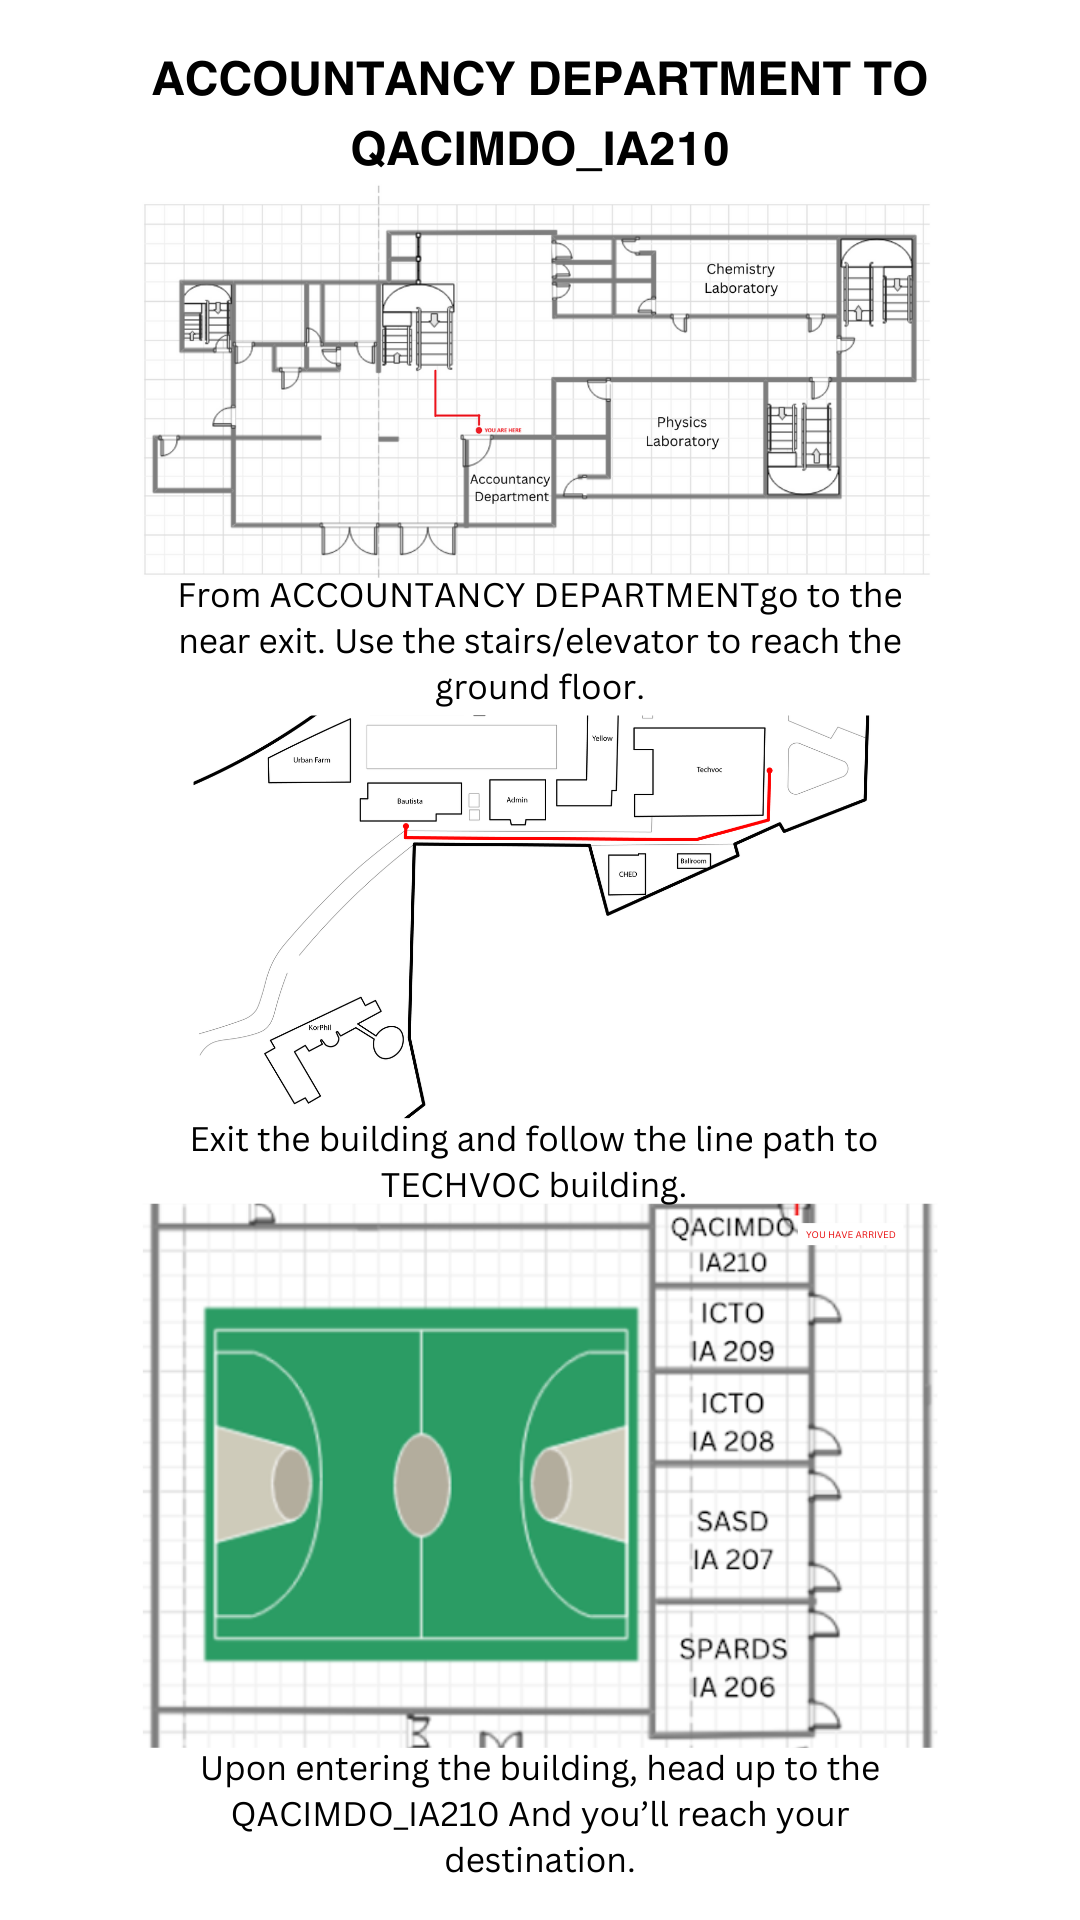 ACCOUNTANCY DEPARTMENT TO
QACIMDO_IA210
Chemistry
Laboratory
Physics
Laboratory
YOU ARE HERE
Accountancy
Department
From ACCOUNTANCY DEPARTMENTgo to the
near exit. Use the stairs/elevator to reach the
ground floor.
Urban Farm
Yellow
Techvoc
Bautista
Admin
CHED
Ballroom
KorPhil
Exit the building and follow the line path to
TECHVOC building.
QACIMDO
IA210
YOU HAVE ARRIVED
ICTO
IA 209
ICTO
IA 208
SASD
IA 207
SPARDS
IA 206
Upon entering the building, head up to the
QACIMDO_IA210 And you’ll reach your
destination.